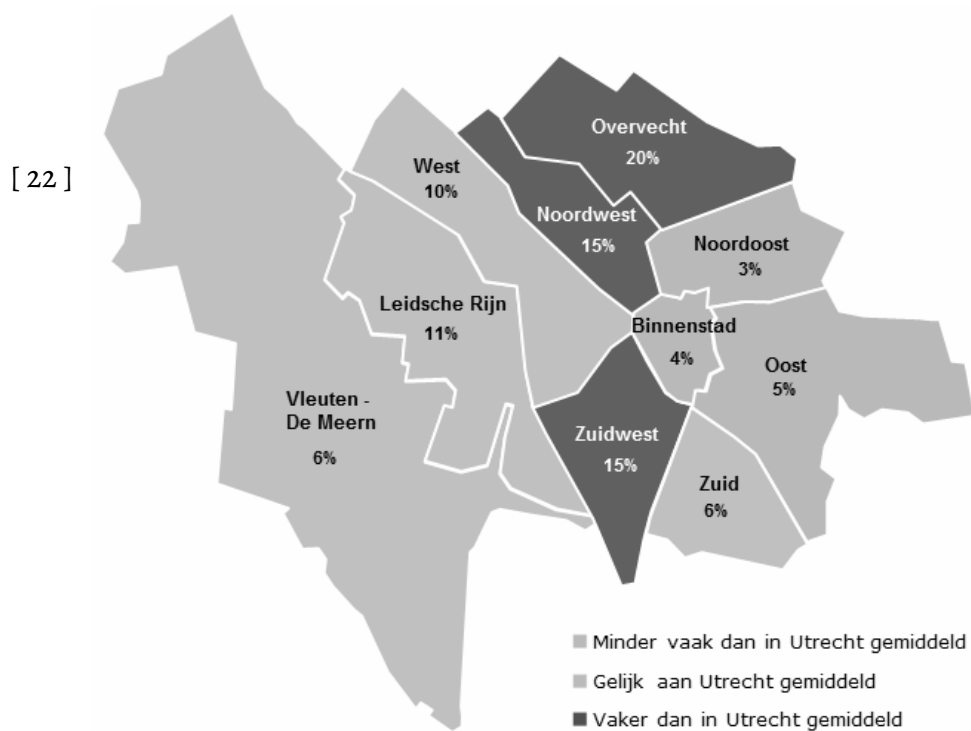 [ 22 ]
Overvecht
20%
West
10%
Noordwest
15%
Noordoost
3%
Leidsche Rijn
11%
Binnenstad
4%
Oost
5%
Vleuten -
De Meern
6%
Zuidwest
15%
Zuid
6%
Minder vaak dan in Utrecht gemiddeld
Gelijk aan Utrecht gemiddeld
Vaker dan in Utrecht gemiddeld